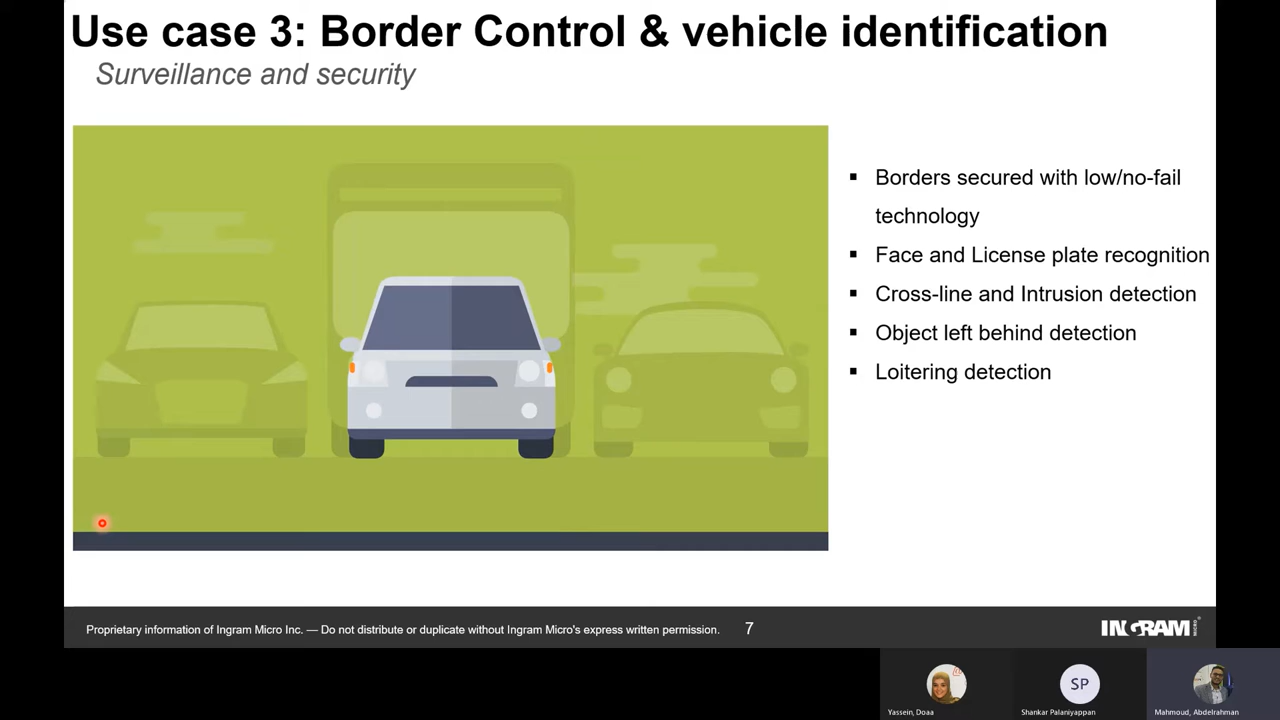 Use case 3: Border Control & vehicle identification
Surveillance and security
▪ Borders secured with low/no-fail
technology
▪ Face and License plate recognition
▪ Cross-line and Intrusion detection
▪ Object left behind detection
▪ Loitering detection
Proprietary information of Ingram Micro Inc. — Do not distribute or duplicate without Ingram Micro's express written permission. 7
INGRAM MICRO
SP
Yassein, Doaa
Shankar Palaniyappan
Mahmoud, Abdelrahman